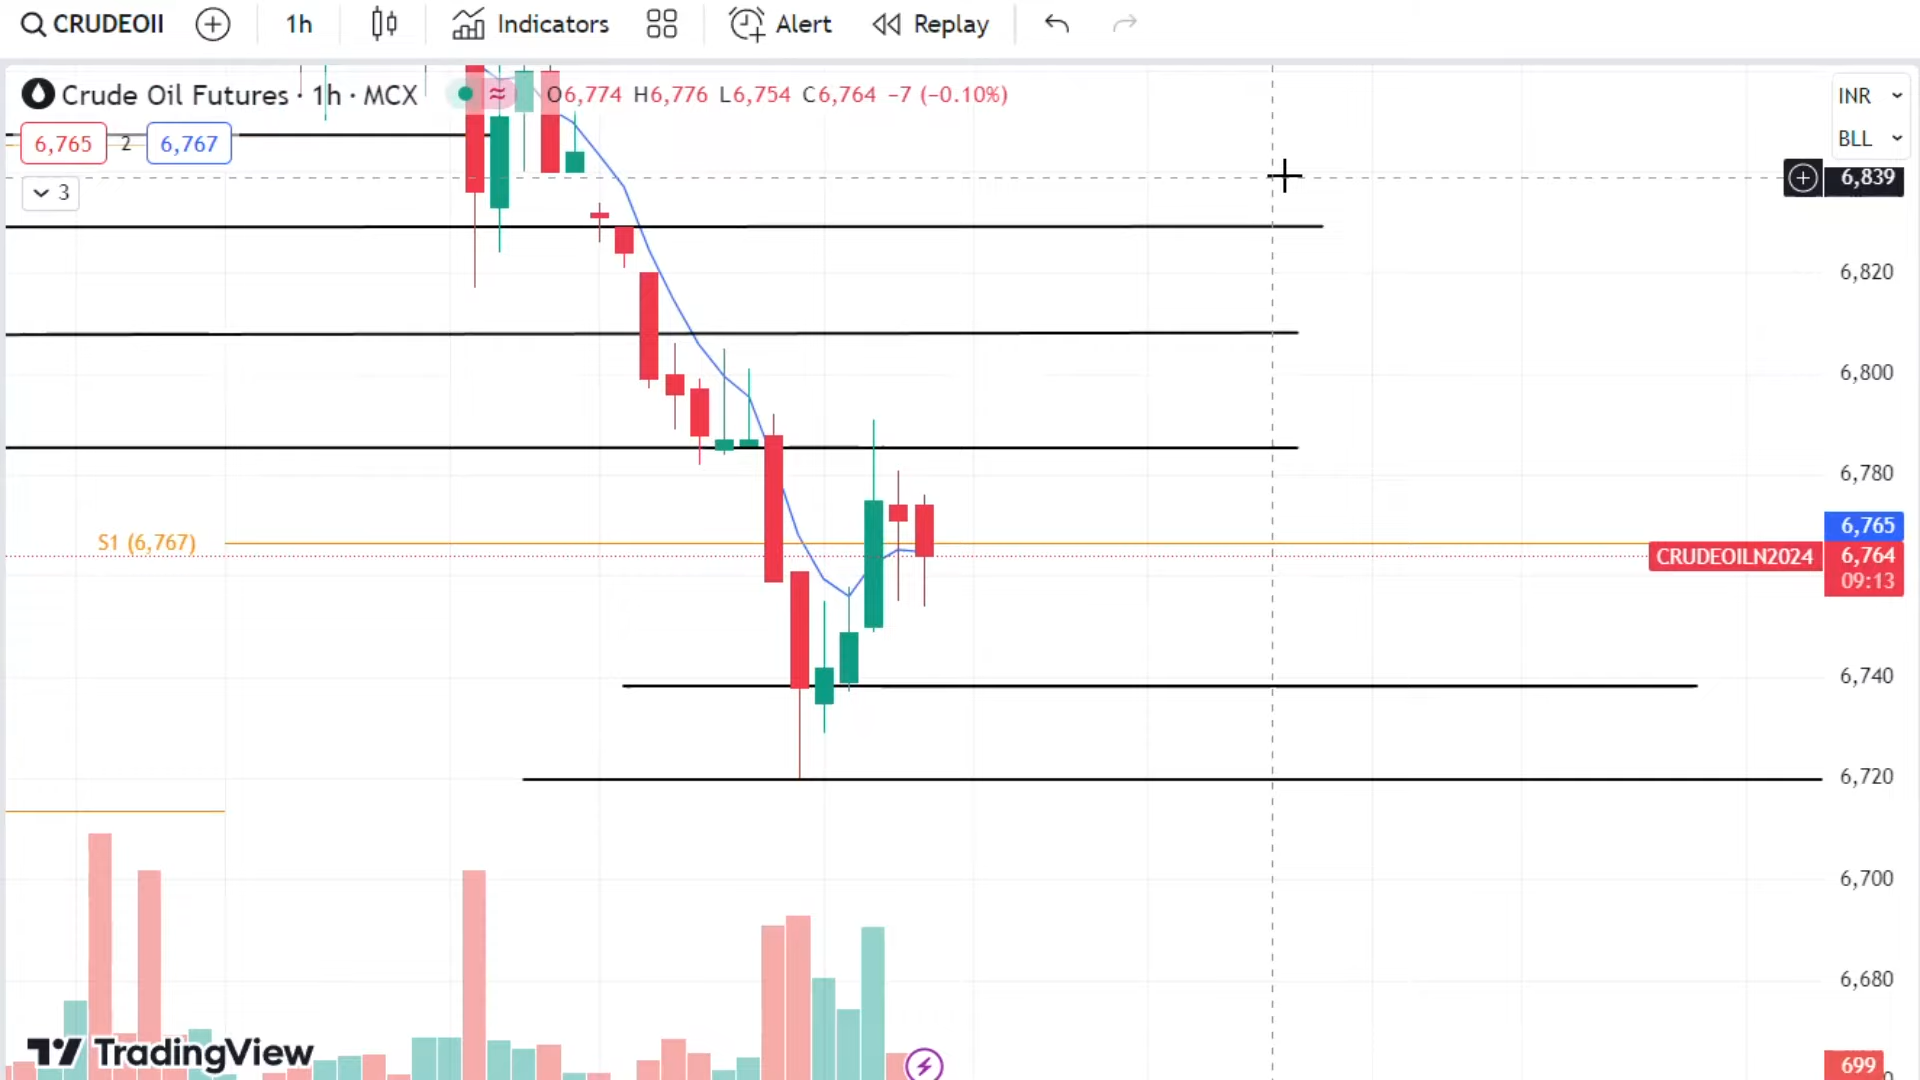 CRUDEOII
1h
Indicators
Alert
Replay
Crude Oil Futures · 1h · MCX
≈
O6,774 H6,776 L6,754 C6,764 −7 (−0.10%)
INR
BLL
6,765
2
6,767
3
6,839
6,820
6,800
6,780
S1 (6,767)
6,765
CRUDEOILN2024
6,764
09:13
6,740
6,720
6,700
6,680
TradingView
699